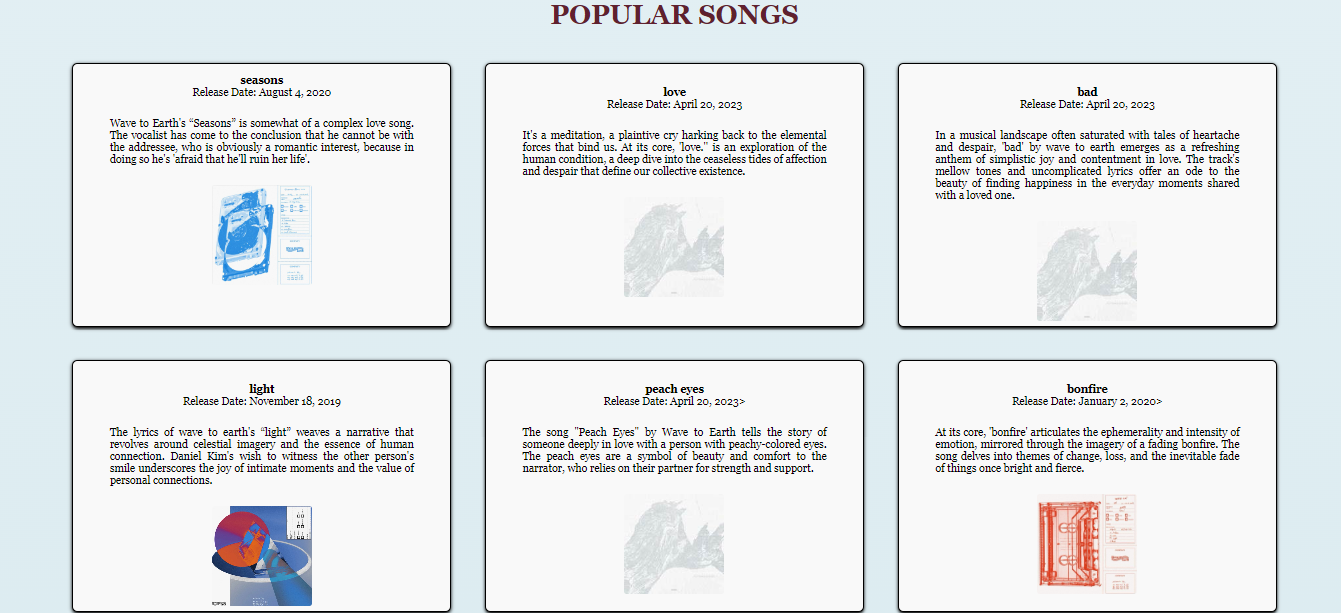 POPULAR SONGS
seasons
Release Date: August 4, 2020
Wave to Earth's “Seasons” is somewhat of a complex love song.
The vocalist has come to the conclusion that he cannot be with
the addressee, who is obviously a romantic interest, because in
doing so he's 'afraid that he'll ruin her life'.
love
Release Date: April 20, 2023
It's a meditation, a plaintive cry harking back to the elemental
forces that bind us. At its core, 'love.” is an exploration of the
human condition, a deep dive into the ceaseless tides of affection
and despair that define our collective existence.
bad
Release Date: April 20, 2023
In a musical landscape often saturated with tales of heartache
and despair, 'bad' by wave to earth emerges as a refreshing
anthem of simplistic joy and contentment in love. The track's
mellow tones and uncomplicated lyrics offer an ode to the
beauty of finding happiness in the everyday moments shared
with a loved one.
light
Release Date: November 18, 2019
The lyrics of wave to earth's “light” weaves a narrative that
revolves around celestial imagery and the essence of human
connection. Daniel Kim's wish to witness the other person's
smile underscores the joy of intimate moments and the value of
personal connections.
peach eyes
Release Date: April 20, 2023>
The song "Peach Eyes" by Wave to Earth tells the story of
someone deeply in love with a person with peachy-colored eyes.
The peach eyes are a symbol of beauty and comfort to the
narrator, who relies on their partner for strength and support.
bonfire
Release Date: January 2, 2020>
At its core, 'bonfire' articulates the ephemerality and intensity of
emotion, mirrored through the imagery of a fading bonfire. The
song delves into themes of change, loss, and the inevitable fade
of things once bright and fierce.